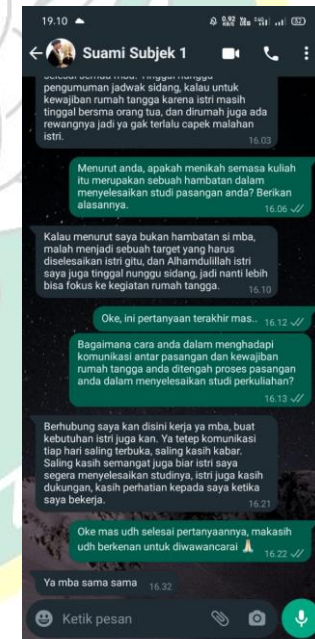 19.10
0,92 KB/s
Suami Subjek 1
selesai semua mba. Tinggal nunggu
pengumuman jadwak sidang, kalau untuk
kewajiban rumah tangga karena istri masih
tinggal bersma orang tua, dan dirumah juga ada
rewangnya jadi ya gak terlalu capek malahan
istri.
16.03
Menurut anda, apakah menikah semasa kuliah
itu merupakan sebuah hambatan dalam
menyelesaikan studi pasangan anda? Berikan
alasannya.
16.06
Kalau menurut saya bukan hambatan si mba,
malah menjadi sebuah target yang harus
diselesaikan istri gitu, dan Alhamdulillah istri
saya juga tinggal nunggu sidang, jadi nanti lebih
bisa fokus ke kegiatan rumah tangga.
16.10
Oke, ini pertanyaan terakhir mas..
16.12
Bagaimana cara anda dalam menghadapi
komunikasi antar pasangan dan kewajiban
rumah tangga anda ditengah proses pasangan
anda dalam menyelesaikan studi perkuliahan?
16.13
Berhubung saya kan disini kerja ya mba, buat
kebutuhan istri juga kan. Ya tetep komunikasi
tiap hari saling terbuka, saling kasih kabar.
Saling kasih semangat juga biar istri saya
segera menyelesaikan studinya, istri juga kasih
dukungan, kasih perhatian kepada saya ketika
saya bekerja.
16.21
Oke mas udh selesai pertanyaannya, makasih
udh berkenan untuk diwawancarai 🙏🏻
16.22
Ya mba sama sama
16.32
Ketik pesan